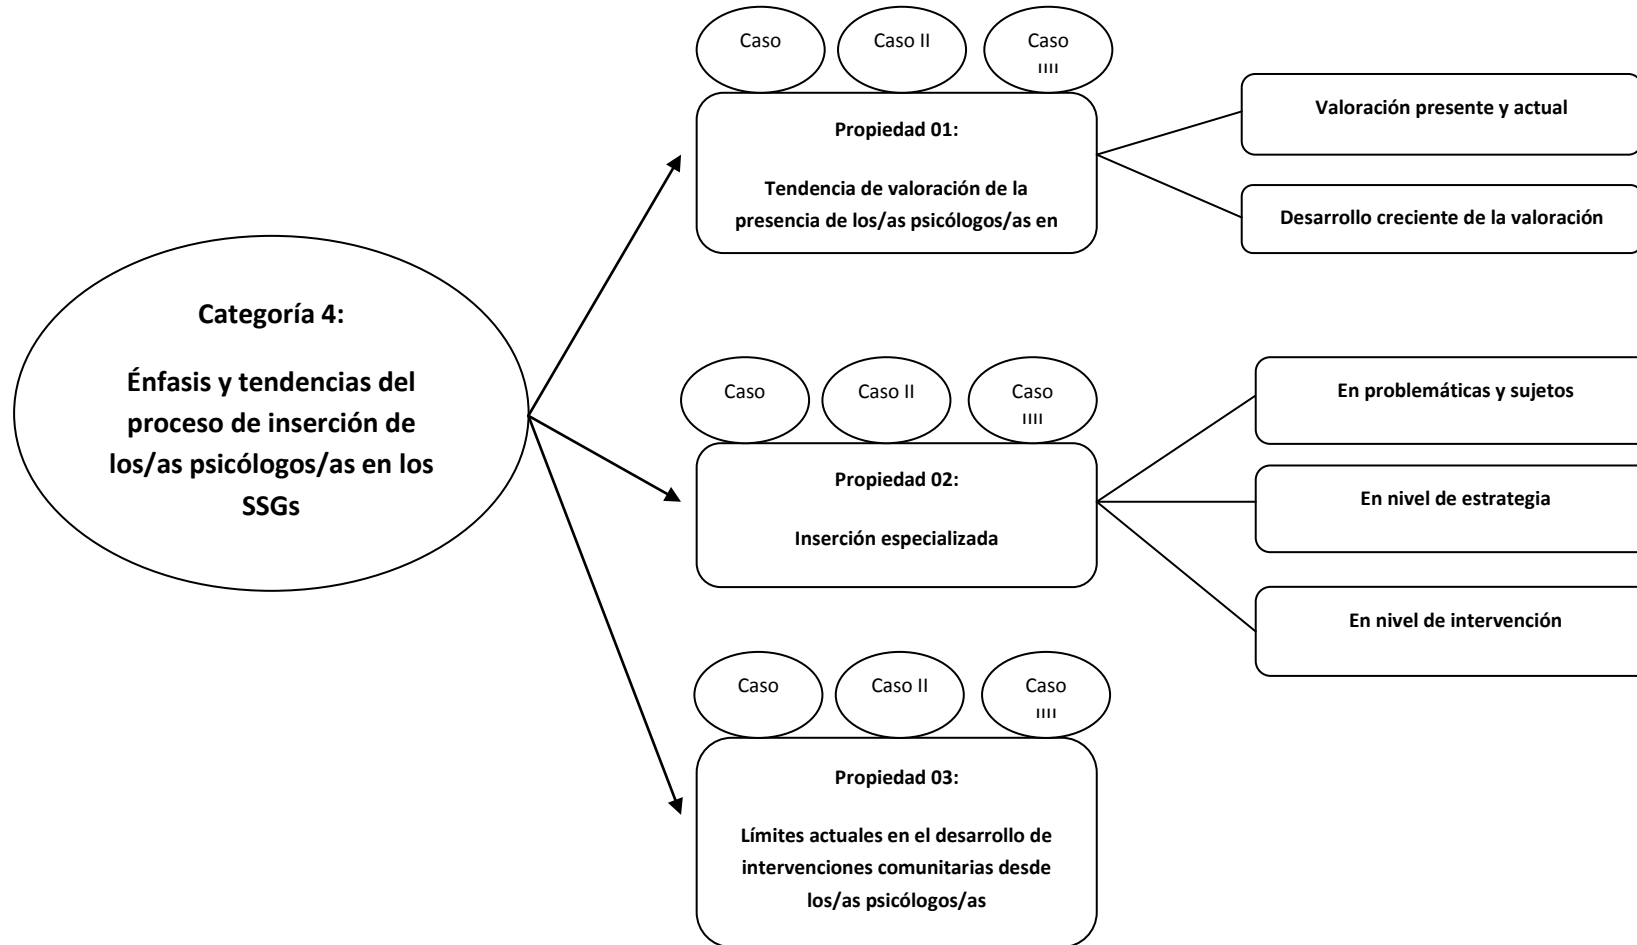 Caso
Caso II
Caso
Propiedad 01:
Tendencia de valoración de la
presencia de los/as psicólogos/as en
Valoración presente y actual
Desarrollo creciente de la valoración
Categoría 4:
Énfasis y tendencias del
proceso de inserción de
los/as psicólogos/as en los
SSGs
Caso
Caso II
Caso
Propiedad 02:
Inserción especializada
En problemáticas y sujetos
En nivel de estrategia
En nivel de intervención
Caso
Caso II
Caso
Propiedad 03:
Límites actuales en el desarrollo de
intervenciones comunitarias desde
los/as psicólogos/as